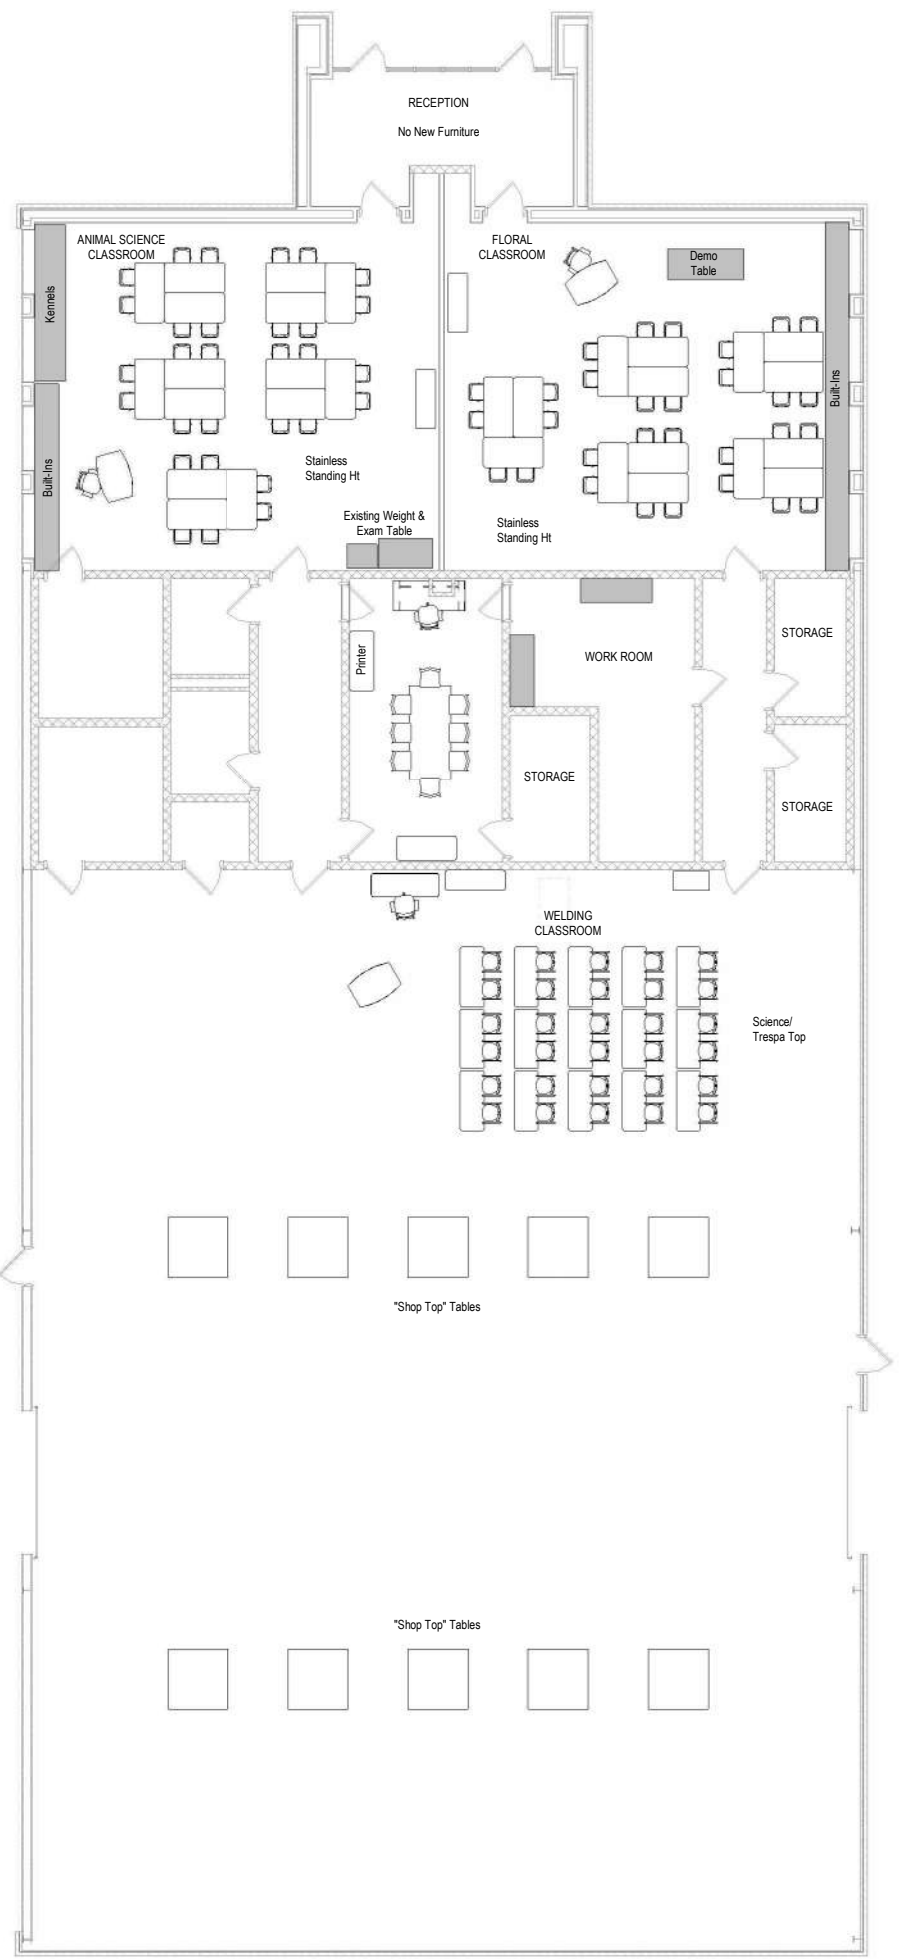 RECEPTION
No New Furniture
ANIMAL SCIENCE
CLASSROOM
FLORAL
CLASSROOM
Demo
Table
Kennels
Built-Ins
Built-Ins
Stainless
Standing Ht
Existing Weight &
Exam Table
Stainless
Standing Ht
Printer
WORK ROOM
STORAGE
STORAGE
STORAGE
WELDING
CLASSROOM
Science/
Trespa Top
"Shop Top" Tables
"Shop Top" Tables